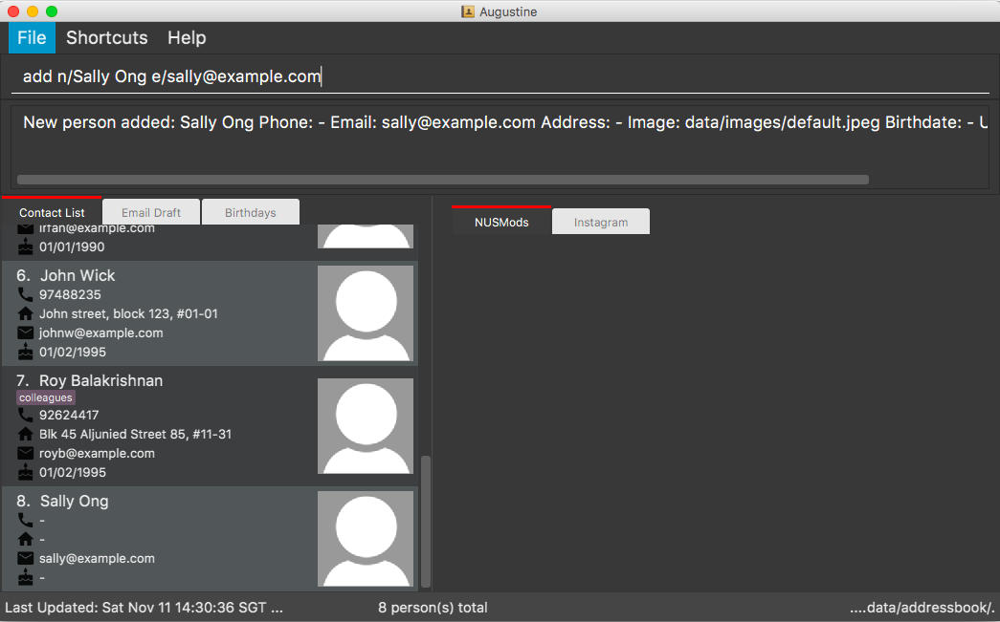 Augustine
File Shortcuts Help
add n/Sally Ong e/sally@example.com
New person added: Sally Ong Phone: - Email: sally@example.com Address: - Image: data/images/default.jpeg Birthdate: - U
Contact List Email Draft Birthdays
NUSMods Instagram
irfan@example.com
01/01/1990
6. John Wick
97488235
John street, block 123, #01-01
johnw@example.com
01/02/1995
7. Roy Balakrishnan
colleagues
92624417
Blk 45 Aljunied Street 85, #11-31
royb@example.com
01/02/1995
8. Sally Ong
-
-
sally@example.com
-
Last Updated: Sat Nov 11 14:30:36 SGT ... 8 person(s) total ....data/addressbook/.